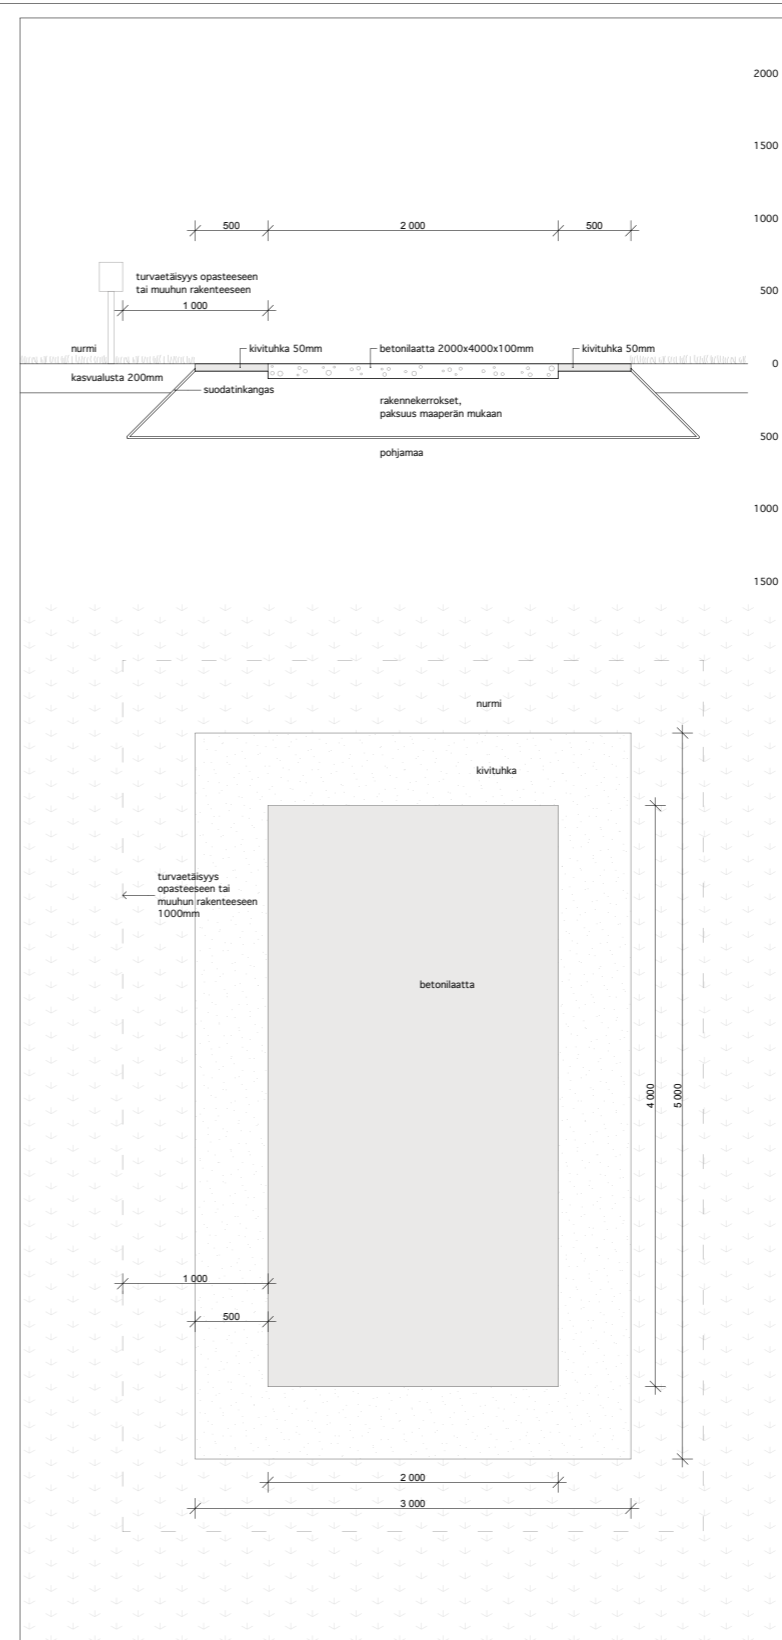 2000
1500
1000
500 2 000 500
turvaetäisyys opasteeseen
tai muuhun rakenteeseen
500
1 000
nurmi
kivituhka 50mm
betonilaatta 2000x4000x100mm
kivituhka 50mm
0
kasvualusta 200mm
suodatinkangas
rakennekerrokset,
paksuus maaperän mukaan
500
pohjamaa
1000
1500
nurmi
kivituhka
turvaetäisyys
opasteeseen tai
muuhun rakenteeseen
1000mm
betonilaatta
4 000
5 000
1 000
500
2 000
3 000